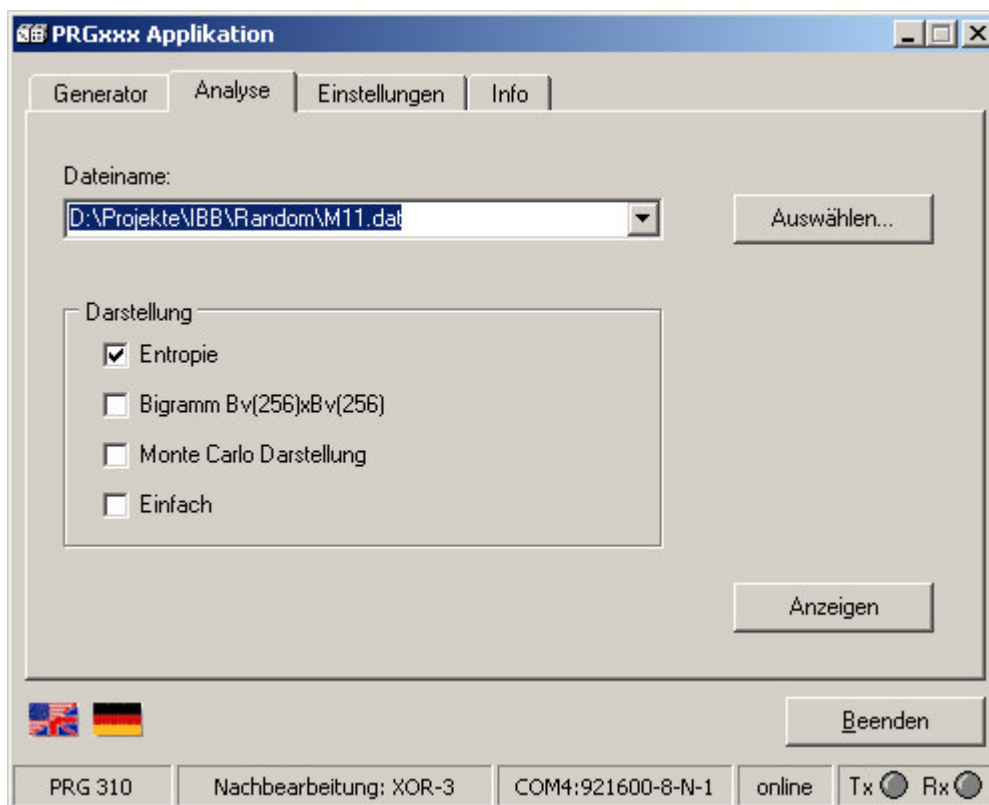 PRGxxx Applikation
Generator Analyse Einstellungen Info
Dateiname:
D:\Projekte\IBB\Random\M11.dat Auswählen...
Darstellung
Entropie
Bigramm Bv(256)xBv(256)
Monte Carlo Darstellung
Einfach
Anzeigen
Beenden
PRG 310 Nachbearbeitung: XOR-3 COM4:921600-8-N-1 online Tx Rx